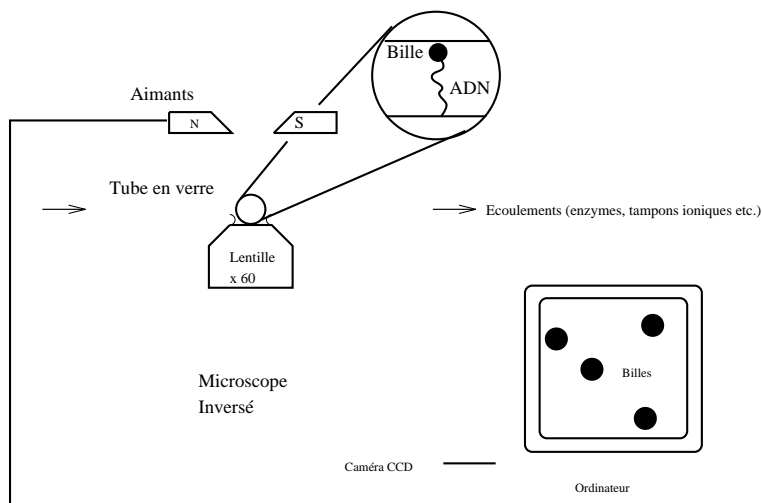 Bille
ADN
Aimants
N
S
Tube en verre
Ecoulements (enzymes, tampons ioniques etc.)
Lentille
x 60
Billes
Microscope
Inversé
Caméra CCD
Ordinateur